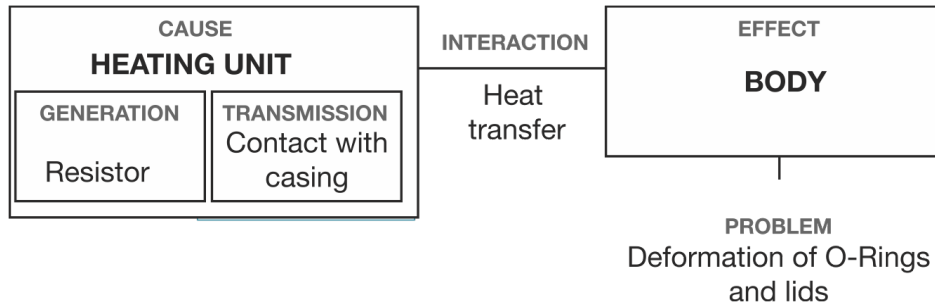 CAUSE
HEATING UNIT
GENERATION
Resistor
TRANSMISSION
Contact with
casing
INTERACTION
Heat
transfer
EFFECT
BODY
PROBLEM
Deformation of O-Rings
and lids